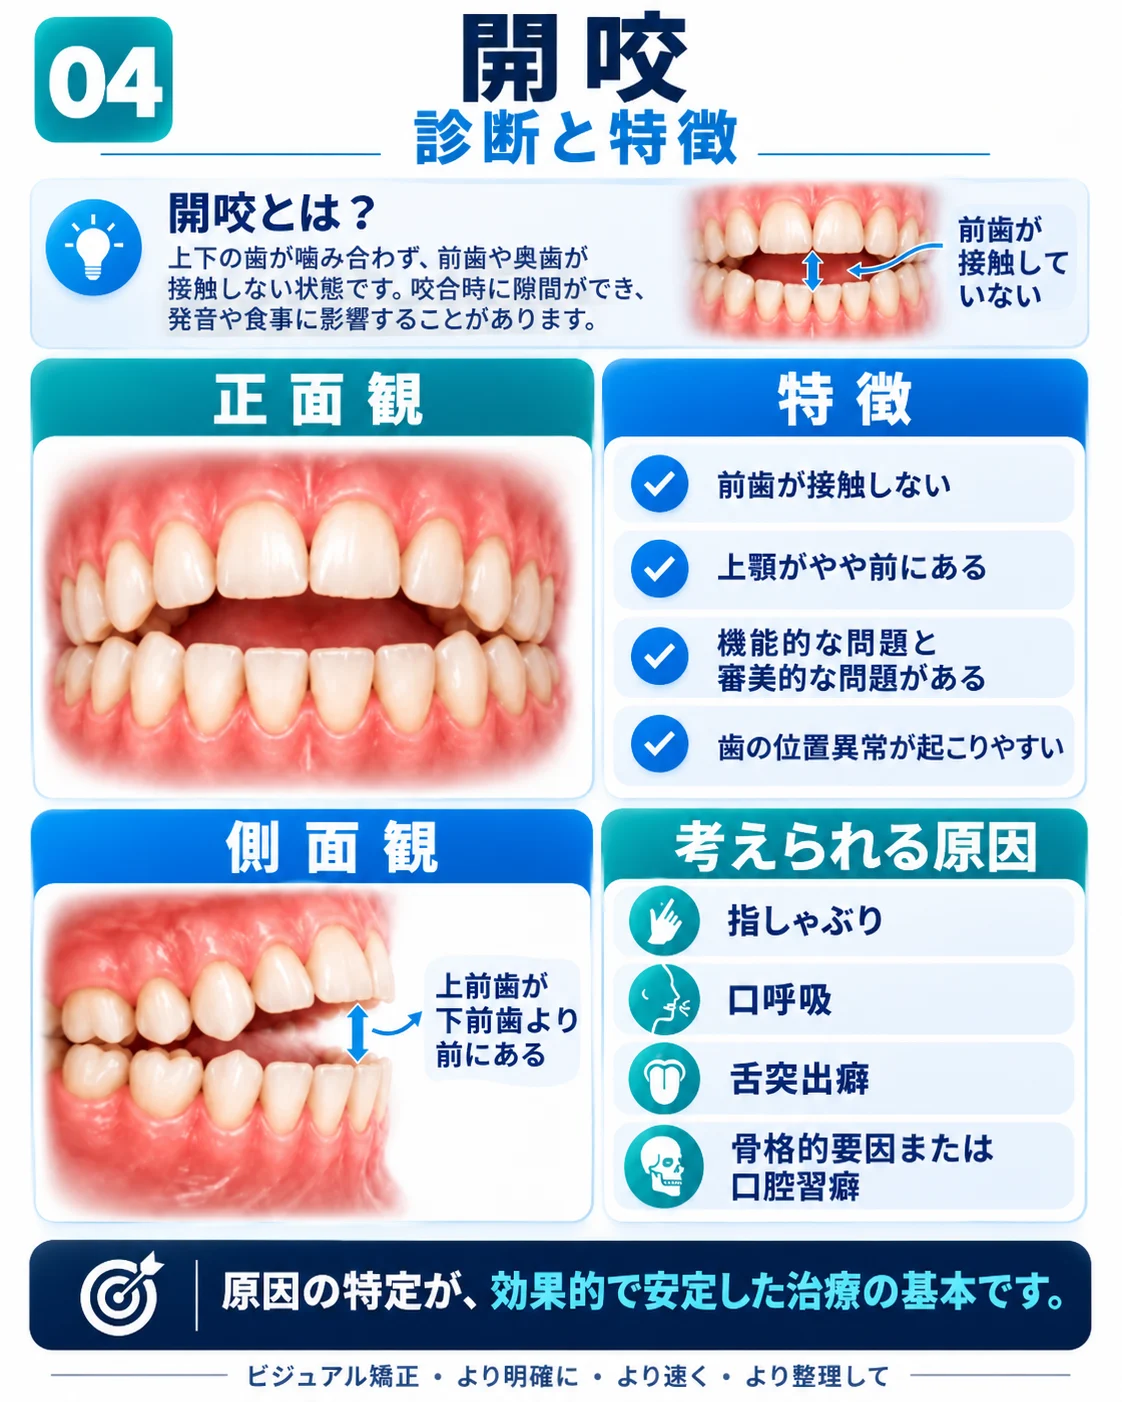 04
開咬
診断と特徴
開咬とは？
上下の歯が噛み合わず、前歯や奥歯が
接触しない状態です。咬合時に隙間ができ、
発音や食事に影響することがあります。
前歯が
接触して
いない
正面観
特徴
前歯が接触しない
上顎がやや前にある
機能的な問題と
審美的な問題がある
歯の位置異常が起こりやすい
側面観
上前歯が
下前歯より
前にある
考えられる原因
指しゃぶり
口呼吸
舌突出癖
骨格的要因または
口腔習癖
原因の特定が、効果的で安定した治療の基本です。
ビジュアル矯正・より明確に・より速く・より整理して